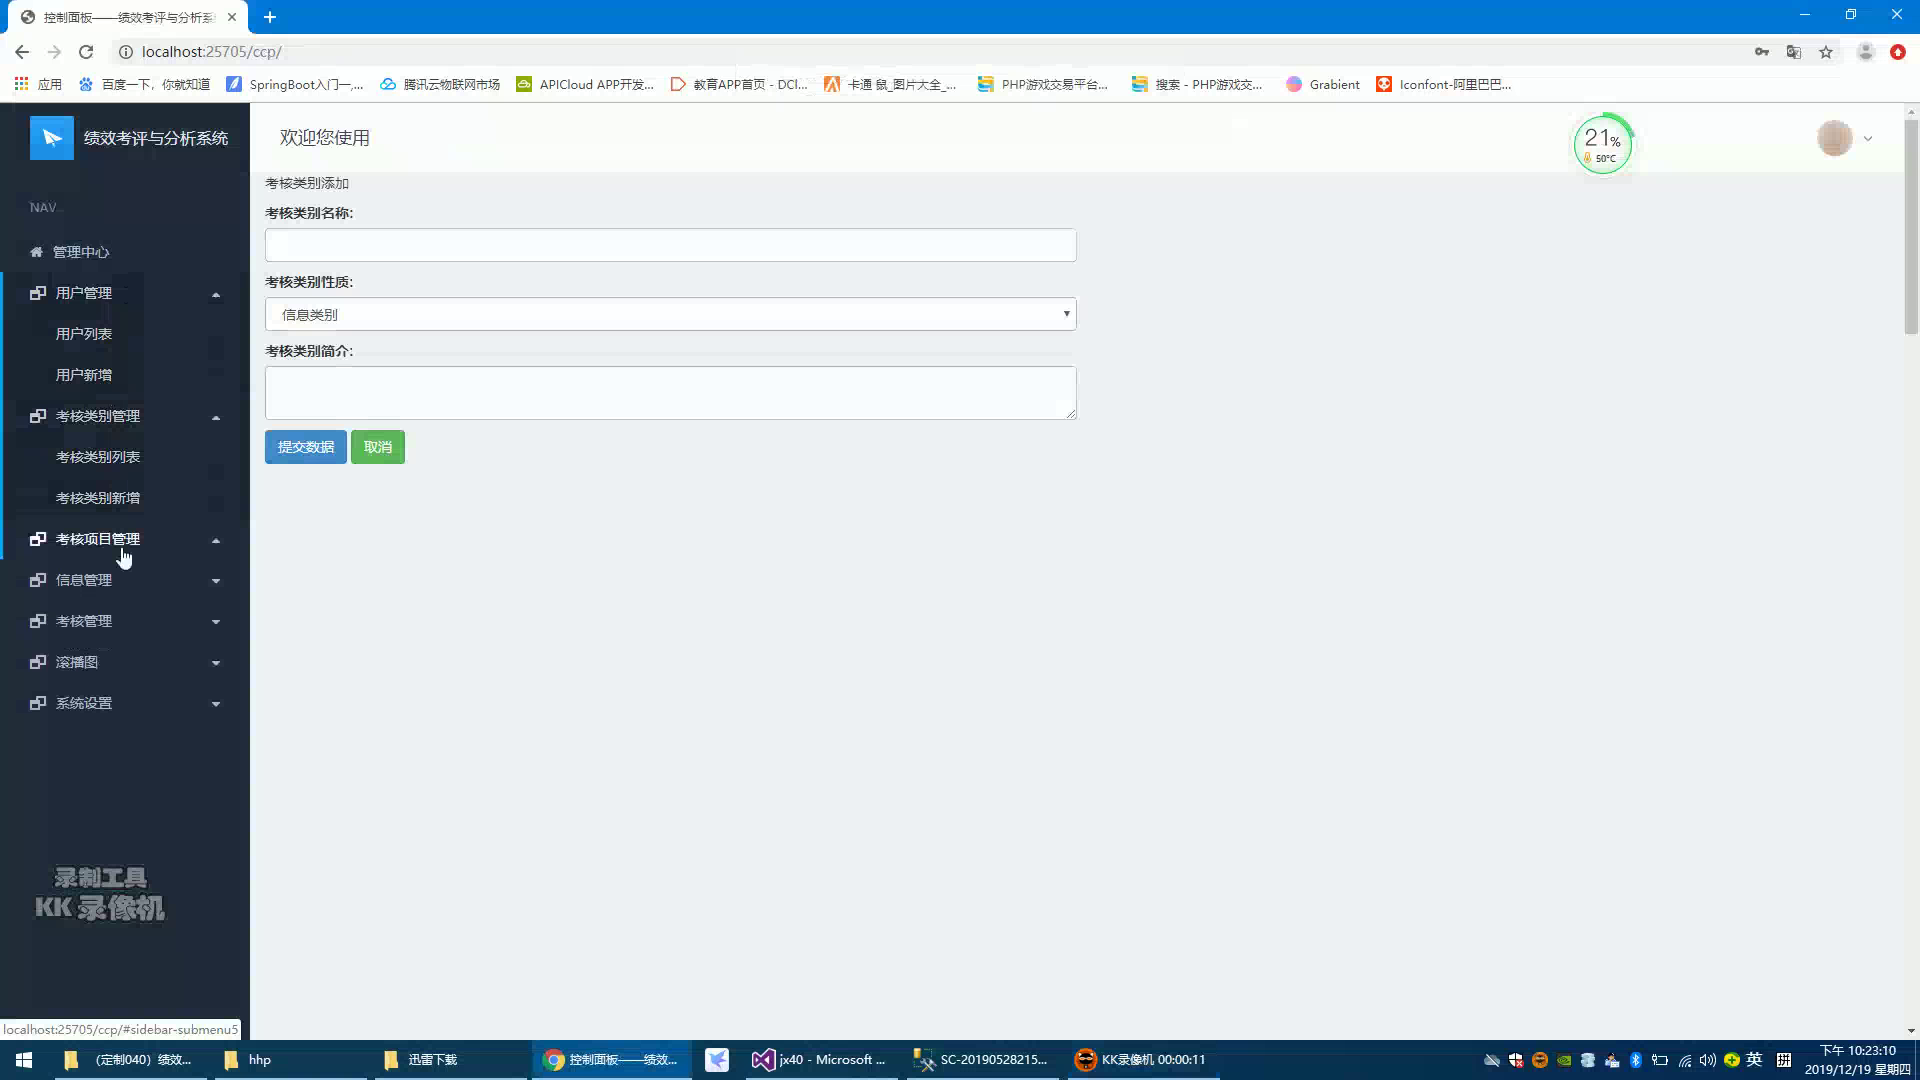 控制面板——绩效考评与分析系
localhost:25705/ccp/
应用
百度一下，你就知道
SpringBoot入门一,...
腾讯云物联网市场
APICloud APP开发...
教育APP首页 - DCl...
卡通 鼠_图片大全_...
PHP游戏交易平台...
搜索 - PHP游戏交...
Grabient
Iconfont-阿里巴巴...
绩效考评与分析系统
欢迎您使用
21%
50°C
NAV
管理中心
用户管理
用户列表
用户新增
考核类别管理
考核类别列表
考核类别新增
考核项目管理
信息管理
考核管理
滚播图
系统设置
考核类别添加
考核类别名称:
考核类别性质:
信息类别
考核类别简介:
提交数据
取消
录制工具
KK 录像机
localhost:25705/ccp/#sidebar-submenu5
（定制040）绩效...
hhp
迅雷下载
控制面板——绩效...
jx40 - Microsoft ...
SC-20190528215...
KK录像机 00:00:11
英
拼
下午 10:23:10
2019/12/19 星期四